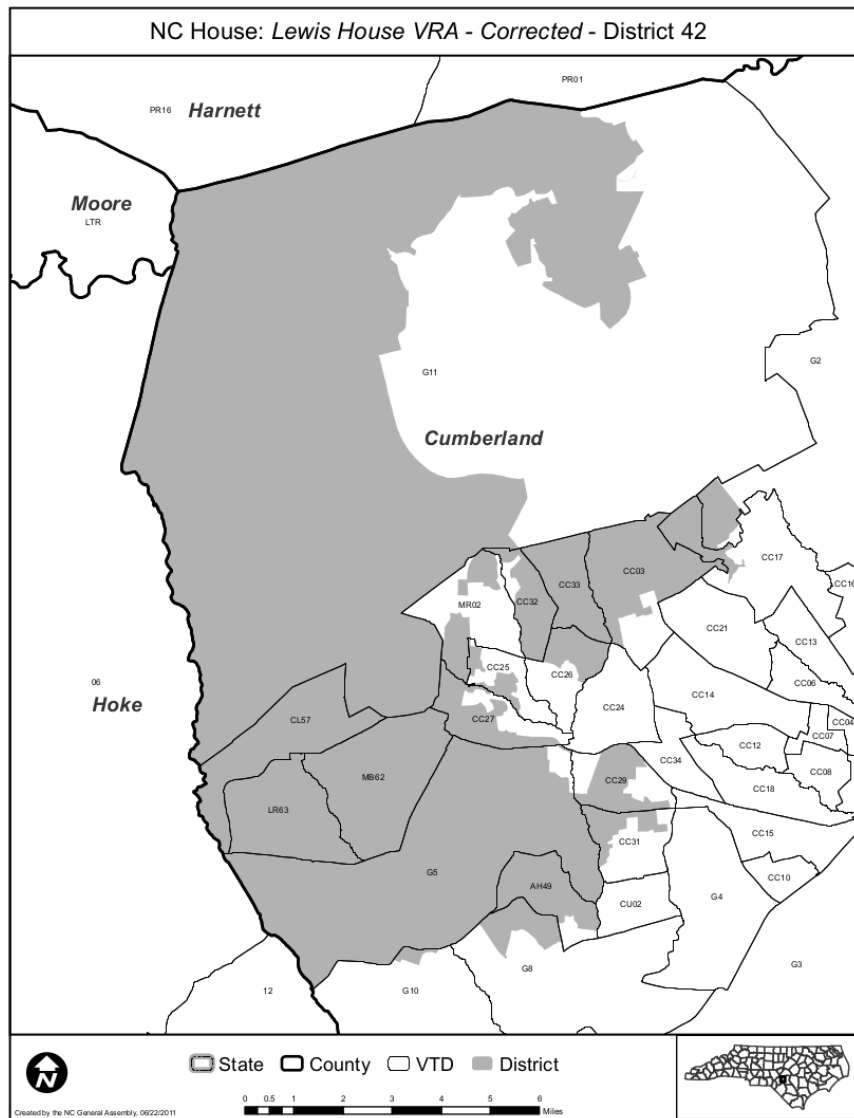 NC House: Lewis House VRA - Corrected - District 42
PR01
PR16
Harnett
Moore
LTR
G2
G11
Cumberland
CC17
CC03
CC33
CC16
CC32
MR02
CC21
CC13
CC25
CC26
06
CC06
CC14
Hoke
CC24
CL57
CC27
CC04
CC07
CC12
CC34
CC08
MB62
CC29
CC18
LR63
CC15
CC31
G5
CC10
AH49
G4
CU02
G3
G8
12
G10
N
State County VTD District
0 0.5 1 2 3 4 5 6
Miles
Created by the NC General Assembly, 06/22/2011